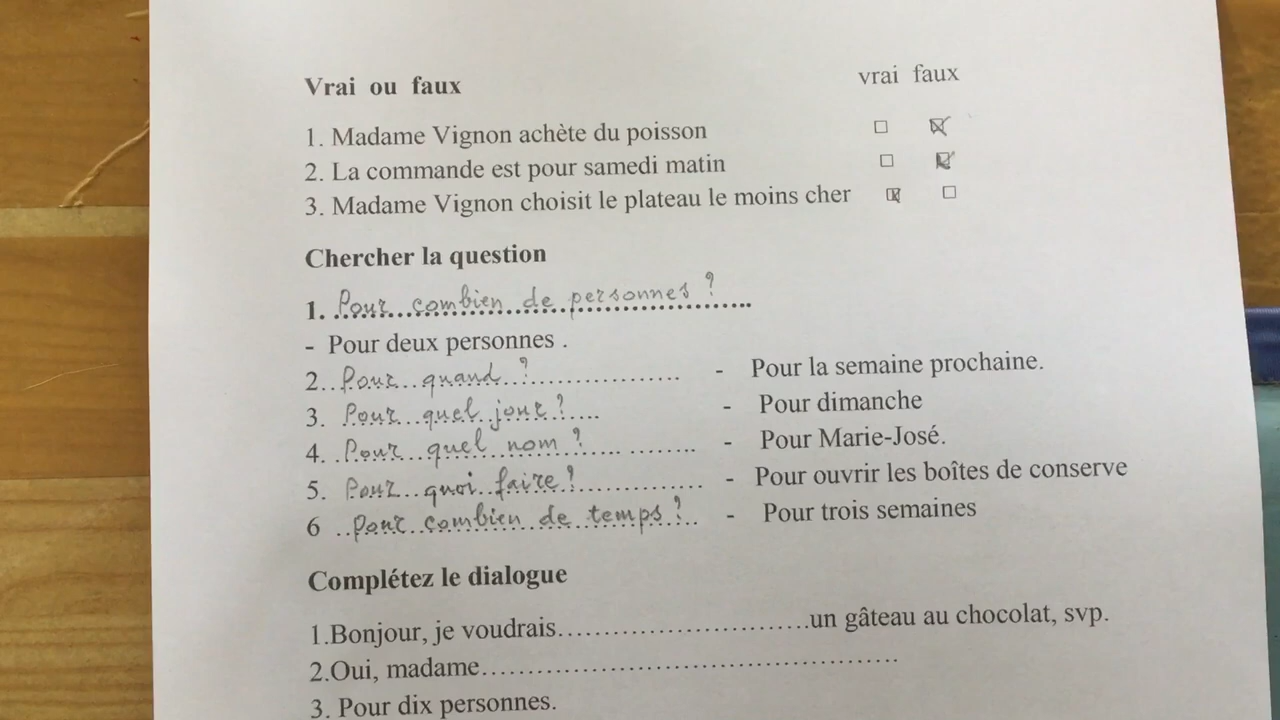 Vrai ou faux vrai faux
1. Madame Vignon achète du poisson □ ☒
2. La commande est pour samedi matin □ ☒
3. Madame Vignon choisit le plateau le moins cher ☒ □
Chercher la question
1. Pour combien de personnes ?
- Pour deux personnes .
2. Pour quand ? - Pour la semaine prochaine.
3. Pour quel jour ? - Pour dimanche
4. Pour quel nom ? - Pour Marie-José.
5. Pour quoi faire ? - Pour ouvrir les boîtes de conserve
6 Pour combien de temps ? - Pour trois semaines
Complétez le dialogue
1.Bonjour, je voudrais...........................un gâteau au chocolat, svp.
2.Oui, madame.............................................
3. Pour dix personnes.